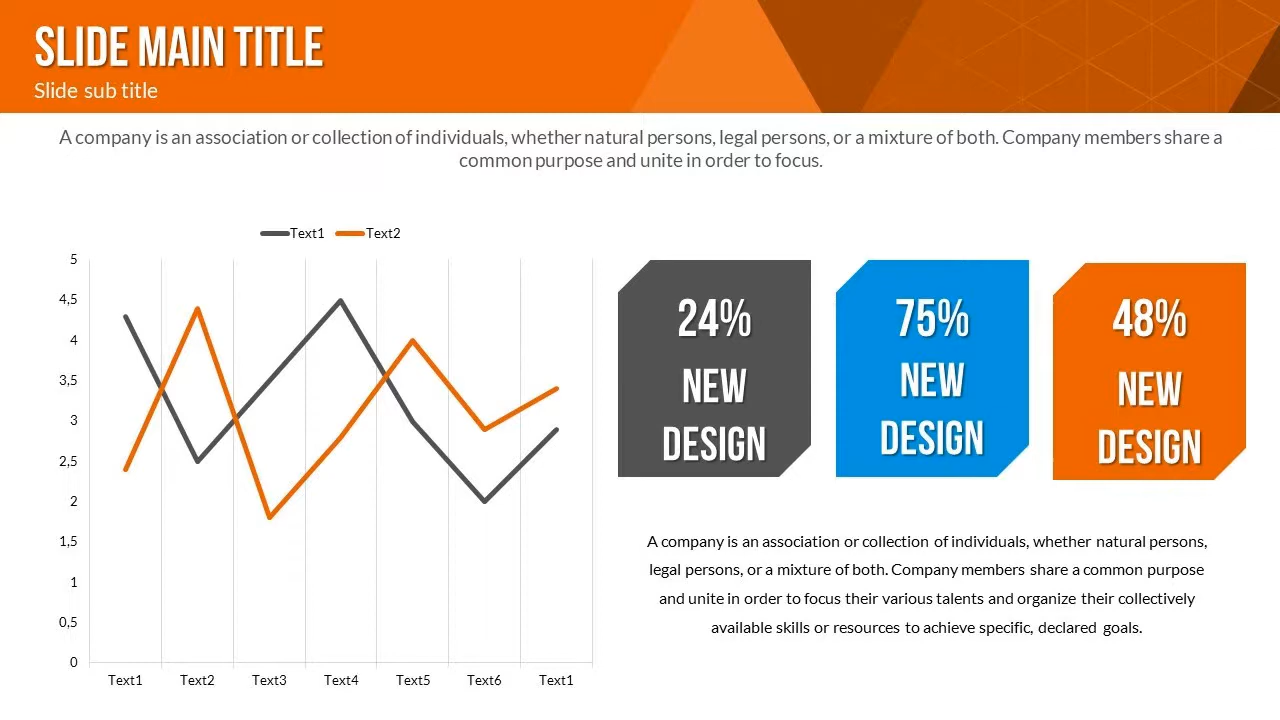 SLIDE MAIN TITLE
Slide sub title
A company is an association or collection of individuals, whether natural persons, legal persons, or a mixture of both. Company members share a
common purpose and unite in order to focus.
Text1 Text2
5
4,5
4
3,5
3
2,5
2
1,5
1
0,5
0
Text1 Text2 Text3 Text4 Text5 Text6 Text1
24%
NEW
DESIGN
75%
NEW
DESIGN
48%
NEW
DESIGN
A company is an association or collection of individuals, whether natural persons,
legal persons, or a mixture of both. Company members share a common purpose
and unite in order to focus their various talents and organize their collectively
available skills or resources to achieve specific, declared goals.